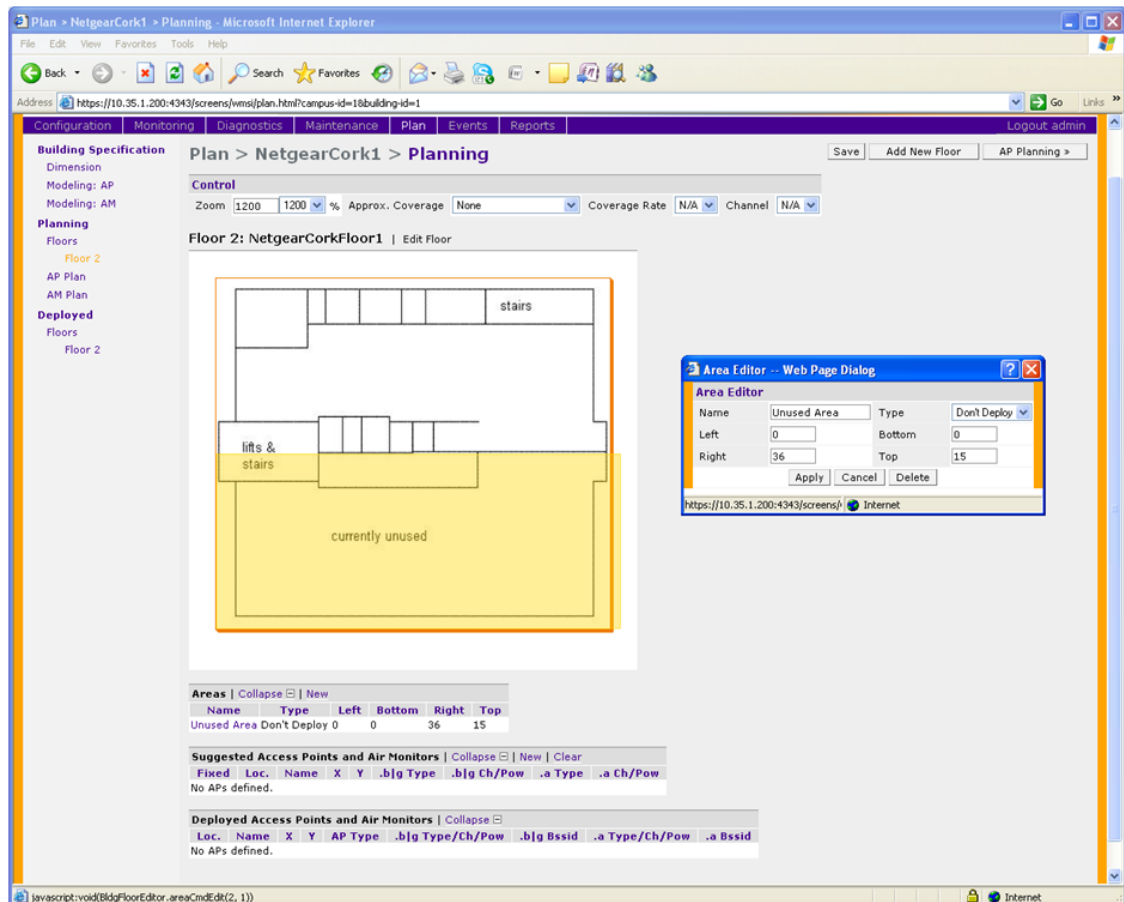 Plan > NetgearCork1 > Planning - Microsoft Internet Explorer
File Edit View Favorites Tools Help
Back Search Favorites
Address https://10.35.1.200:4343/screens/wmsi/plan.html?campus-id=1&building-id=1 Go Links »
Configuration Monitoring Diagnostics Maintenance Plan Events Reports Logout admin
Building Specification
Dimension
Modeling: AP
Modeling: AM
Planning
Floors
Floor 2
AP Plan
AM Plan
Deployed
Floors
Floor 2
Plan > NetgearCork1 > Planning
Save Add New Floor AP Planning »
Control
Zoom 1200 1200 % Approx. Coverage None Coverage Rate N/A Channel N/A
Floor 2: NetgearCorkFloor1 | Edit Floor
stairs
lifts &
stairs
currently unused
Area Editor -- Web Page Dialog
Area Editor
Name Unused Area Type Don't Deploy
Left 0 Bottom 0
Right 36 Top 15
Apply Cancel Delete
https://10.35.1.200:4343/screens/ Internet
Areas | Collapse | New
Name Type Left Bottom Right Top
Unused Area Don't Deploy 0 0 36 15
Suggested Access Points and Air Monitors | Collapse | New | Clear
Fixed Loc. Name X Y .b|g Type .b|g Ch/Pow .a Type .a Ch/Pow
No APs defined.
Deployed Access Points and Air Monitors | Collapse
Loc. Name X Y AP Type .b|g Type/Ch/Pow .b|g Bssid .a Type/Ch/Pow .a Bssid
No APs defined.
javascript:void(BldgFloorEditor.areaCmdEdit(2, 1)) Internet